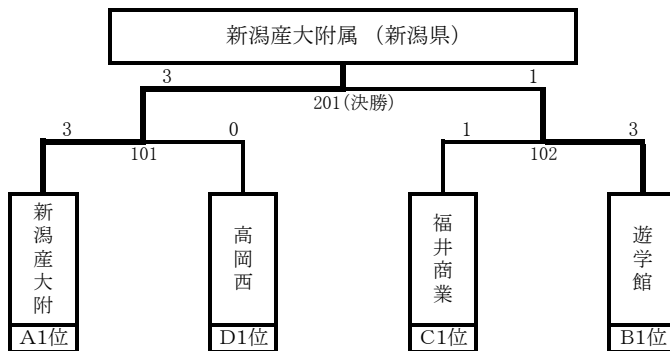 新潟産大附属 （新潟県）
3
1
201(決勝)
3
0
1
3
101
102
新潟産大附
高岡西
福井商業
遊学館
A1位
D1位
C1位
B1位